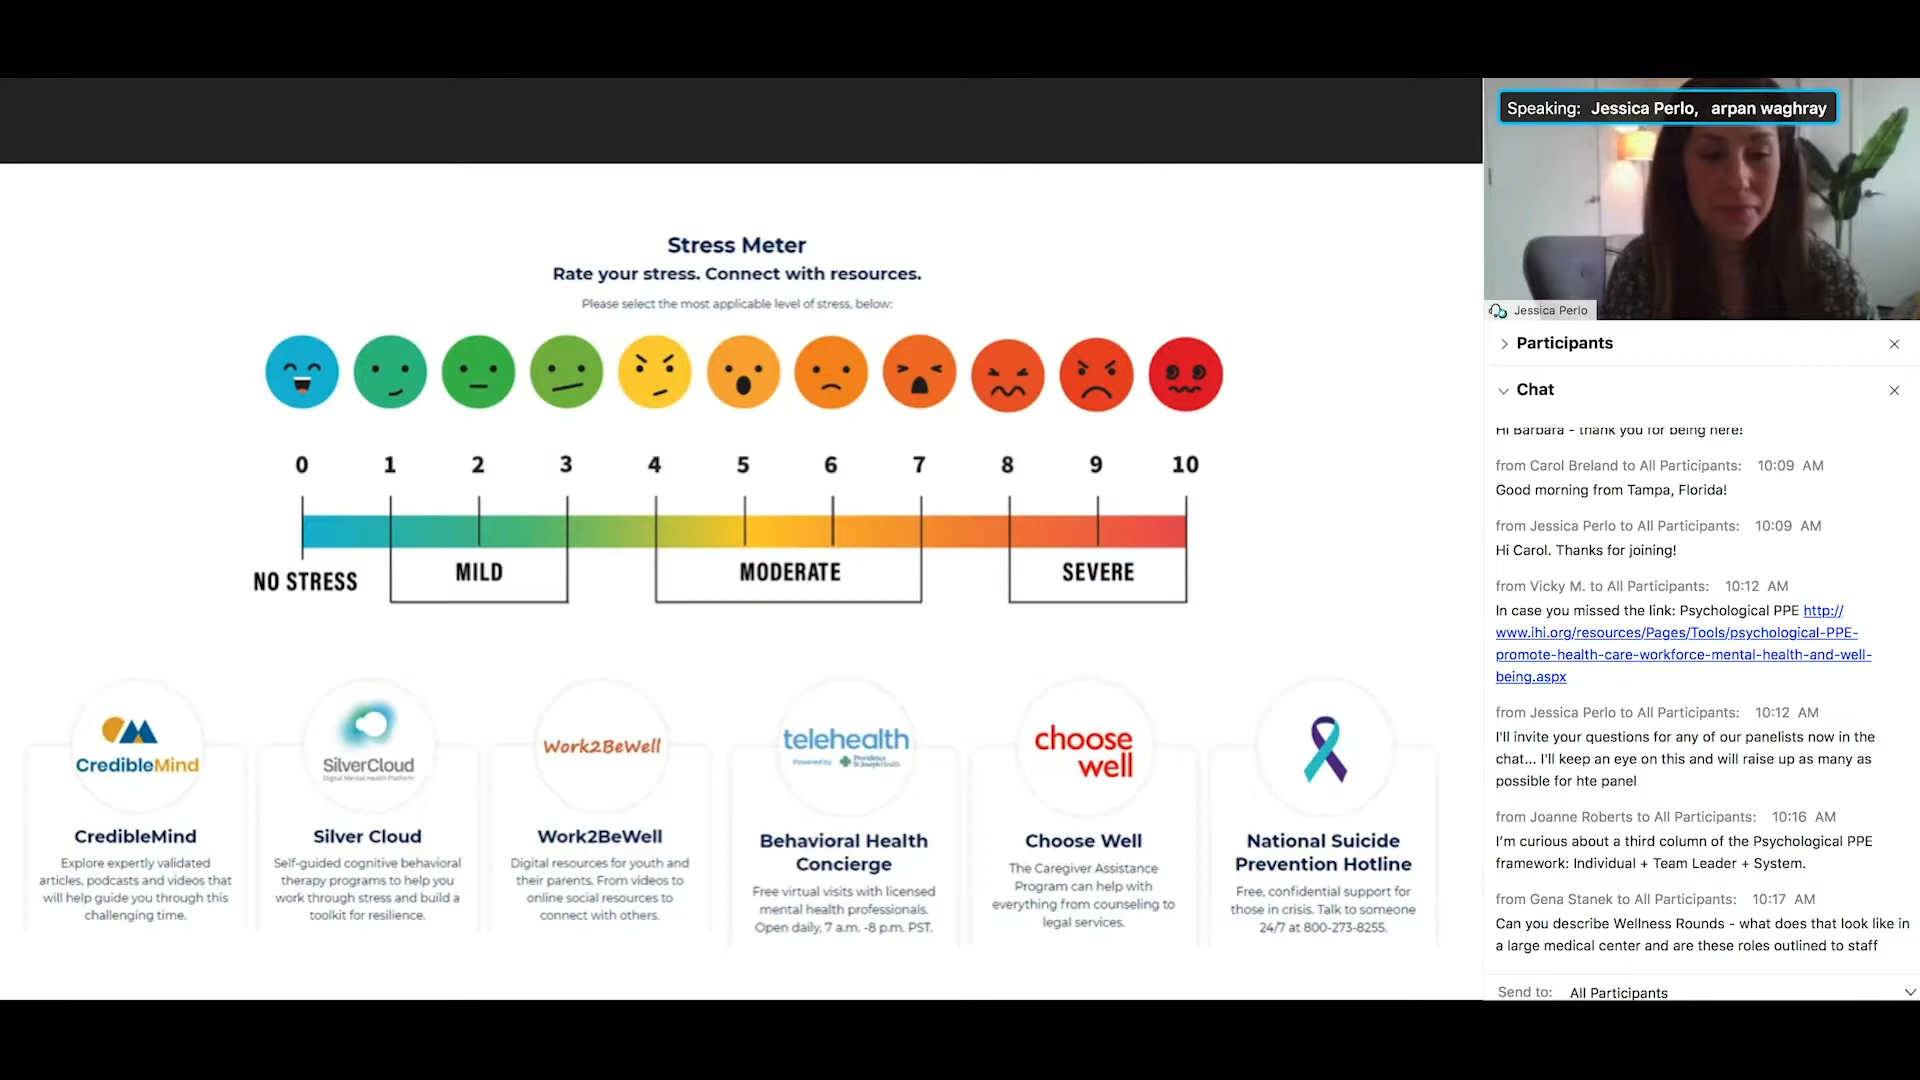 Stress Meter
Rate your stress. Connect with resources.
Please select the most applicable level of stress, below:
0 1 2 3 4 5 6 7 8 9 10
NO STRESS
MILD
MODERATE
SEVERE
CredibleMind
CredibleMind
Explore expertly validated
articles, podcasts and videos that
will help guide you through this
challenging time.
SilverCloud
Digital Mental Health Platform
Silver Cloud
Self-guided cognitive behavioral
therapy programs to help you
work through stress and build a
toolkit for resilience.
Work2BeWell
Work2BeWell
Digital resources for youth and
their parents. From videos to
online social resources to
connect with others.
telehealth
Powered by: Providence
St. Joseph Health
Behavioral Health
Concierge
Free virtual visits with licensed
mental health professionals.
Open daily, 7 a.m. -8 p.m. PST.
choose
well
Choose Well
The Caregiver Assistance
Program can help with
everything from counseling to
legal services.
National Suicide
Prevention Hotline
Free, confidential support for
those in crisis. Talk to someone
24/7 at 800-273-8255.
Speaking: Jessica Perlo, arpan waghray
Jessica Perlo
Participants
Chat
Hi Barbara - thank you for being here!
from Carol Breland to All Participants: 10:09 AM
Good morning from Tampa, Florida!
from Jessica Perlo to All Participants: 10:09 AM
Hi Carol. Thanks for joining!
from Vicky M. to All Participants: 10:12 AM
In case you missed the link: Psychological PPE http://
www.ihi.org/resources/Pages/Tools/psychological-PPE-
promote-health-care-workforce-mental-health-and-well-
being.aspx
from Jessica Perlo to All Participants: 10:12 AM
I'll invite your questions for any of our panelists now in the
chat... I'll keep an eye on this and will raise up as many as
possible for hte panel
from Joanne Roberts to All Participants: 10:16 AM
I'm curious about a third column of the Psychological PPE
framework: Individual + Team Leader + System.
from Gena Stanek to All Participants: 10:17 AM
Can you describe Wellness Rounds - what does that look like in
a large medical center and are these roles outlined to staff
Send to: All Participants